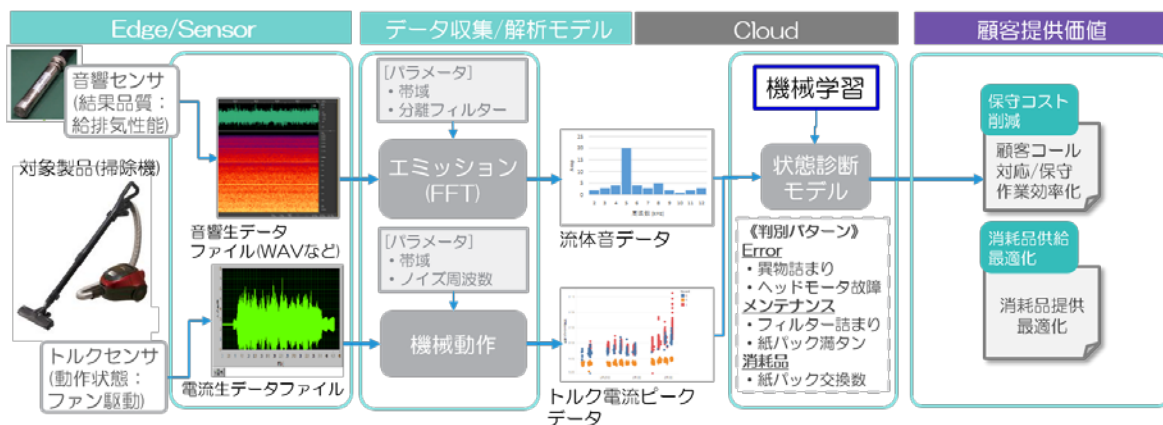 Edge/Sensor
データ収集/解析モデル
Cloud
顧客提供価値
音響センサ
(結果品質：
給排気性能)
対象製品(掃除機)
トルクセンサ
(動作状態：
ファン駆動)
音響生データ
ファイル(WAVなど)
電流生データファイル
[パラメータ]
・帯域
・分離フィルター
エミッション
(FFT)
[パラメータ]
・帯域
・ノイズ周波数
機械動作
流体音データ
トルク電流ピーク
データ
機械学習
状態診断
モデル
《判別パターン》
Error
・異物詰まり
・ヘッドモータ故障
メンテナンス
・フィルター詰まり
・紙パック満タン
消耗品
・紙パック交換数
保守コスト
削減
顧客コール
対応/保守
作業効率化
消耗品供給
最適化
消耗品提供
最適化